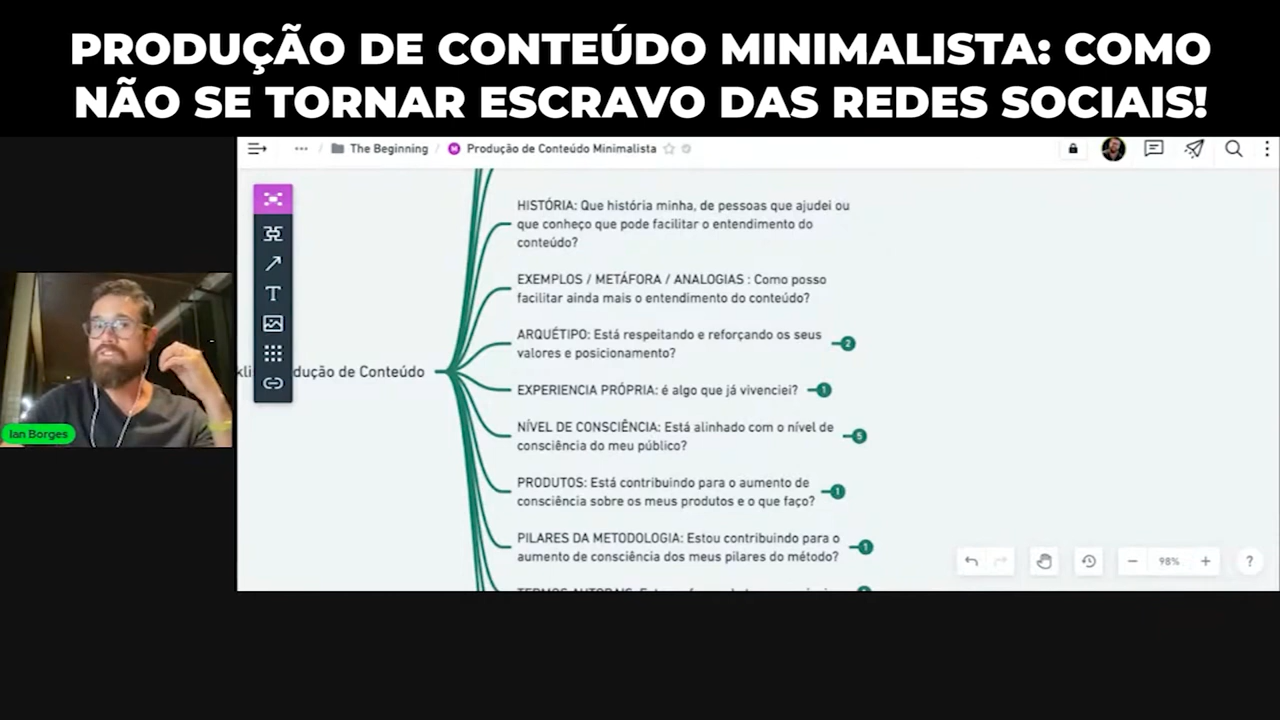 PRODUÇÃO DE CONTEÚDO MINIMALISTA: COMO
NÃO SE TORNAR ESCRAVO DAS REDES SOCIAIS!
... / The Beginning / M Produção de Conteúdo Minimalista
HISTÓRIA: Que história minha, de pessoas que ajudei ou
que conheço que pode facilitar o entendimento do
conteúdo?
EXEMPLOS / METÁFORA / ANALOGIAS : Como posso
facilitar ainda mais o entendimento do conteúdo?
ARQUÉTIPO: Está respeitando e reforçando os seus
valores e posicionamento?
2
dução de Conteúdo
EXPERIENCIA PRÓPRIA: é algo que já vivenciei?
1
NÍVEL DE CONSCIÊNCIA: Está alinhado com o nível de
consciência do meu público?
5
PRODUTOS: Está contribuindo para o aumento de
consciência sobre os meus produtos e o que faço?
1
PILARES DA METODOLOGIA: Estou contribuindo para o
aumento de consciência dos meus pilares do método?
1
Ian Borges
T
98%
?